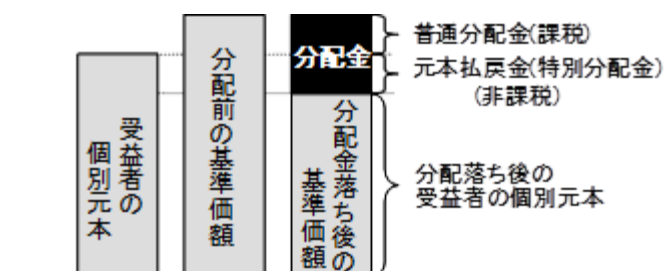 受益者の
個別元本
分配前の基準価額
分配金
分配金落ち後の
基準価額
普通分配金(課税)
元本払戻金(特別分配金)
(非課税)
分配落ち後の
受益者の個別元本